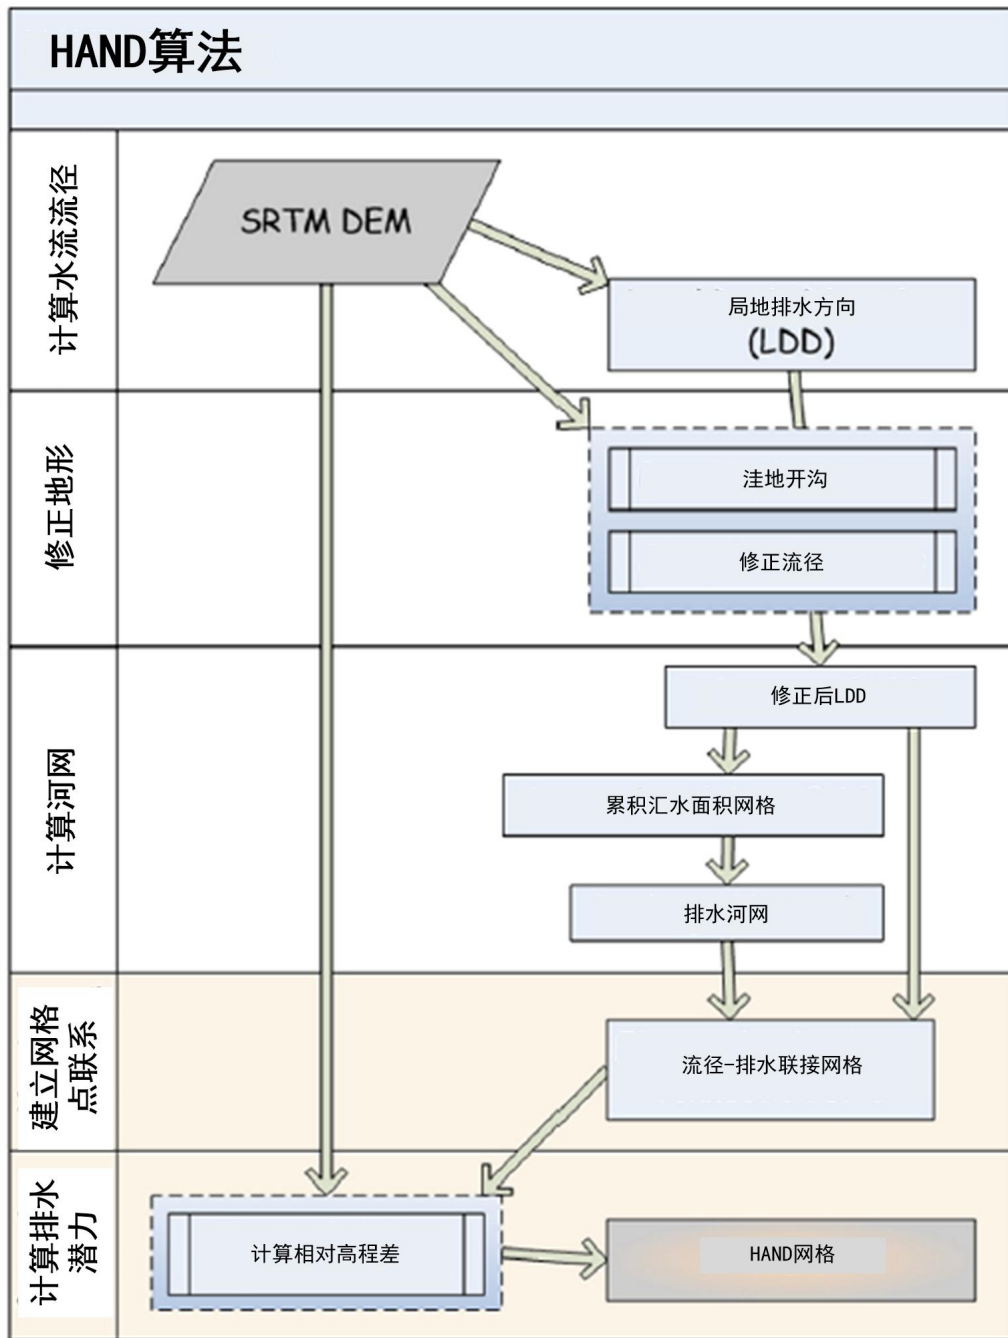 HAND算法
计算水流流径
SRTM DEM
局地排水方向
(LDD)
修正地形
洼地开沟
修正流径
计算河网
修正后LDD
累积汇水面积网格
排水河网
建立网格
点联系
流径-排水联接网格
计算排水
潜力
计算相对高程差
HAND网格